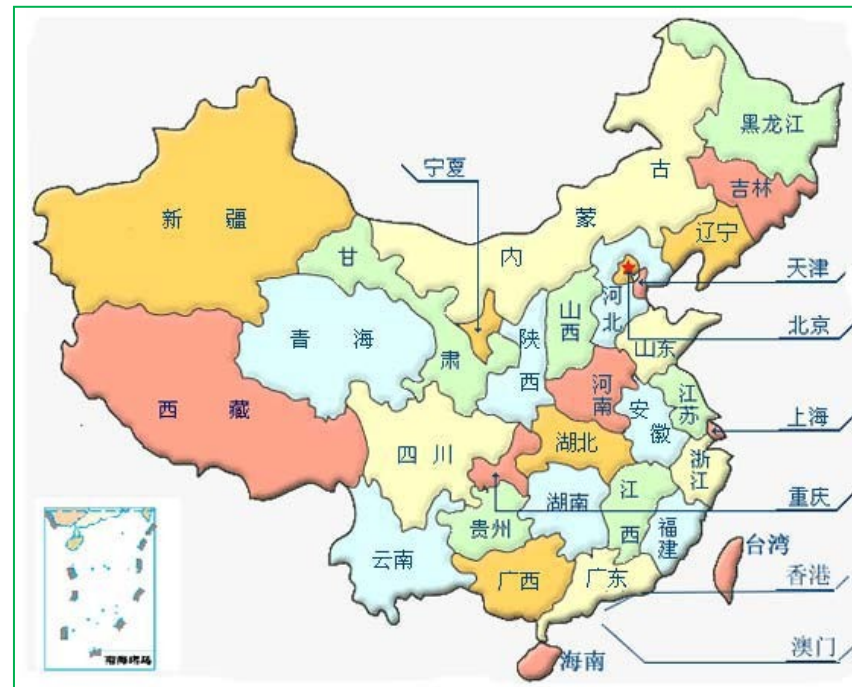 黑龙江
吉林
辽宁
内蒙古
宁夏
新疆
甘肃
天津
北京
河北
山西
山东
青海
陕西
河南
江苏
安徽
上海
西藏
四川
湖北
浙江
重庆
湖南
江西
贵州
福建
云南
台湾
广西
广东
香港
澳门
海南